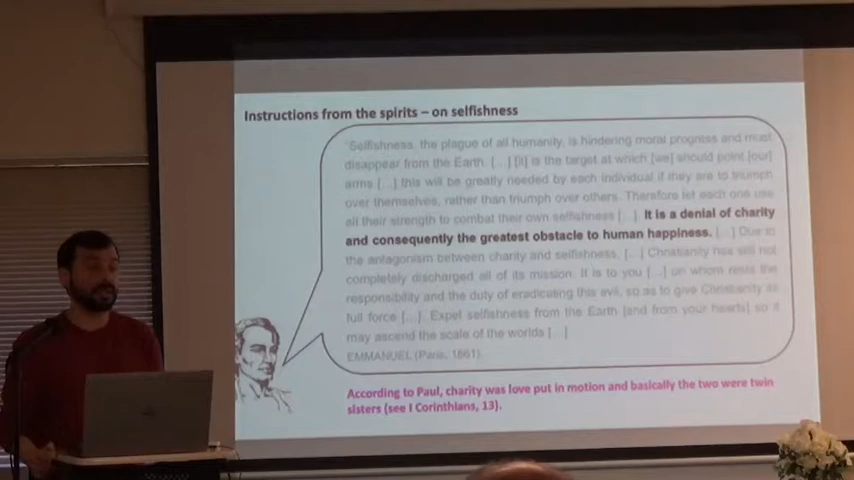 Instructions from the spirits – on selfishness
"Selfishness, the plague of all humanity, is hindering moral progress and must
disappear from the Earth. [...] [it] is the target at which [we] should point [our]
arms [...] this will be greatly needed by each individual if they are to triumph
over themselves, rather than triumph over others. Therefore let each one use
all their strength to combat their own selfishness [...] It is a denial of charity
and consequently the greatest obstacle to human happiness. [...] Due to
the antagonism between charity and selfishness, [...] Christianity has still not
completely discharged all of its mission. It is to you [...] on whom rests the
responsibility and the duty of eradicating this evil, so as to give Christianity its
full force [...]. Expel selfishness from the Earth [and from your hearts] so it
may ascend the scale of the worlds [...]
EMMANUEL (Paris, 1861).
According to Paul, charity was love put in motion and basically the two were twin
sisters (see I Corinthians, 13).